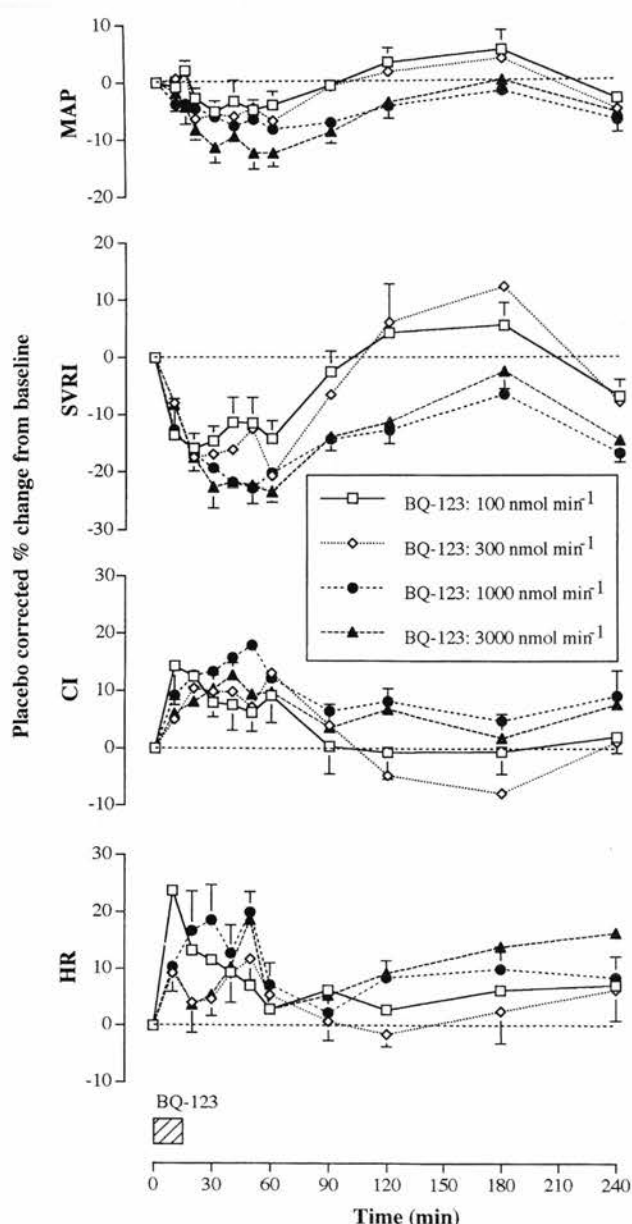 Placebo corrected % change from baseline
MAP
10
0
-10
-20
SVRI
20
10
0
-10
-20
-30
BQ-123: 100 nmol min-1
BQ-123: 300 nmol min-1
BQ-123: 1000 nmol min-1
BQ-123: 3000 nmol min-1
CI
30
20
10
0
-10
HR
30
20
10
0
-10
BQ-123
0 30 60 90 120 150 180 210 240
Time (min)